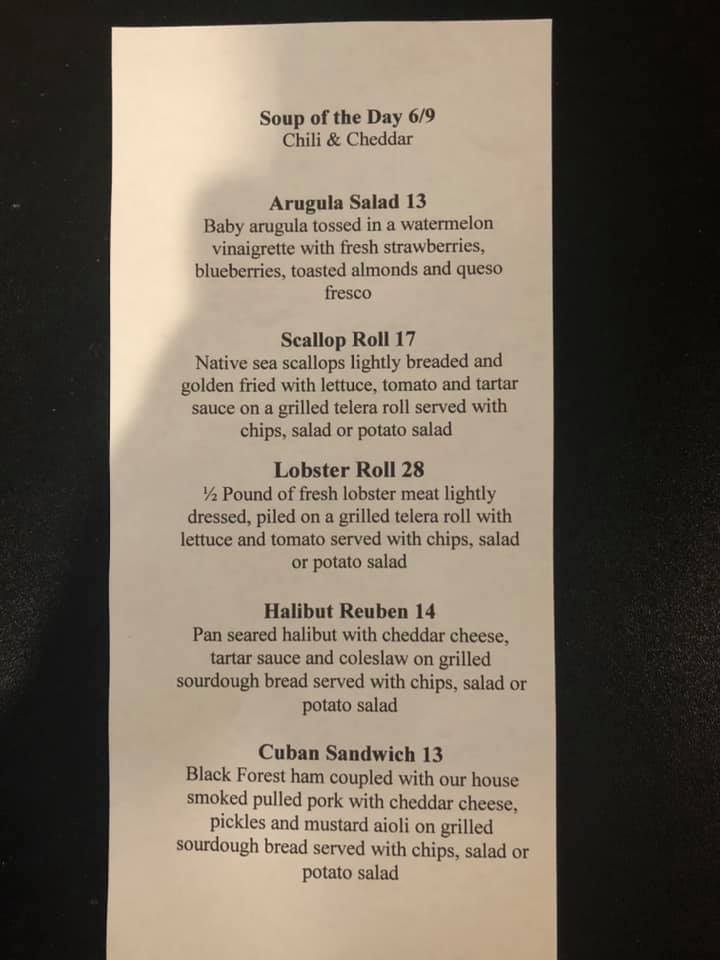 Soup of the Day 6/9
Chili & Cheddar
Arugula Salad 13
Baby arugula tossed in a watermelon
vinaigrette with fresh strawberries,
blueberries, toasted almonds and queso
fresco
Scallop Roll 17
Native sea scallops lightly breaded and
golden fried with lettuce, tomato and tartar
sauce on a grilled telera roll served with
chips, salad or potato salad
Lobster Roll 28
½ Pound of fresh lobster meat lightly
dressed, piled on a grilled telera roll with
lettuce and tomato served with chips, salad
or potato salad
Halibut Reuben 14
Pan seared halibut with cheddar cheese,
tartar sauce and coleslaw on grilled
sourdough bread served with chips, salad or
potato salad
Cuban Sandwich 13
Black Forest ham coupled with our house
smoked pulled pork with cheddar cheese,
pickles and mustard aioli on grilled
sourdough bread served with chips, salad or
potato salad